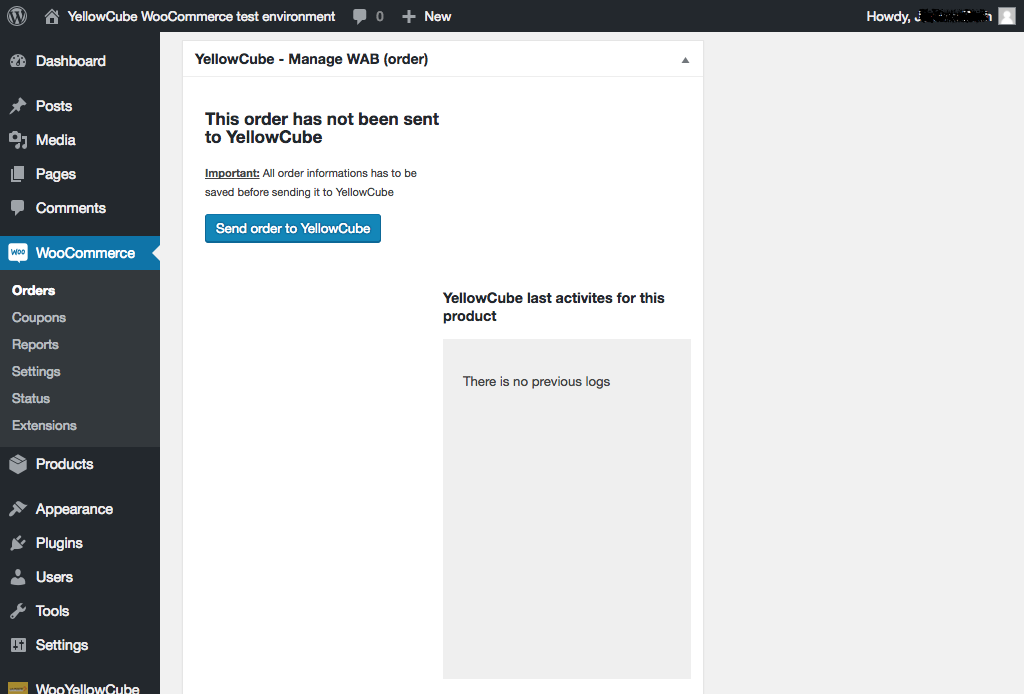 YellowCube WooCommerce test environment
0
New
Howdy,
Dashboard
Posts
Media
Pages
Comments
Woo
WooCommerce
Orders
Coupons
Reports
Settings
Status
Extensions
Products
Appearance
Plugins
Users
Tools
Settings
WooYellowCube
YellowCube - Manage WAB (order)
This order has not been sent
to YellowCube
Important: All order informations has to be
saved before sending it to YellowCube
Send order to YellowCube
YellowCube last activites for this
product
There is no previous logs